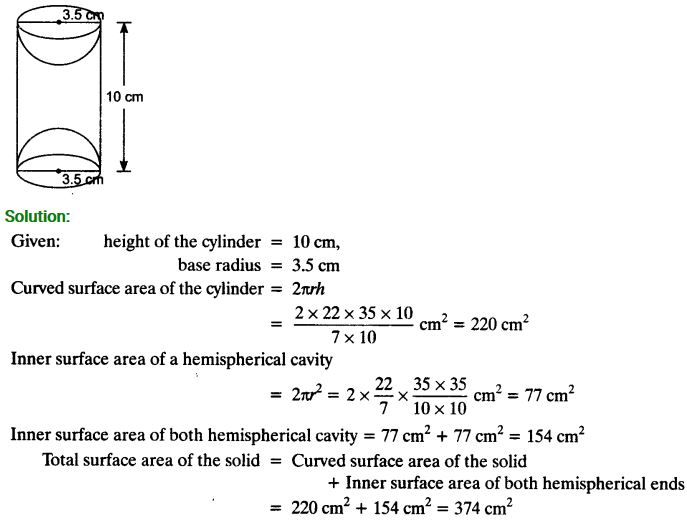 3.5 cm
10 cm
3.5 cm
Solution:
Given: height of the cylinder = 10 cm,
base radius = 3.5 cm
Curved surface area of the cylinder = 2πrh
= (2 × 22 × 35 × 10)/(7 × 10) cm² = 220 cm²
Inner surface area of a hemispherical cavity
= 2πr² = 2 × 22/7 × (35 × 35)/(10 × 10) cm² = 77 cm²
Inner surface area of both hemispherical cavity = 77 cm² + 77 cm² = 154 cm²
Total surface area of the solid = Curved surface area of the solid
+ Inner surface area of both hemispherical ends
= 220 cm² + 154 cm² = 374 cm²